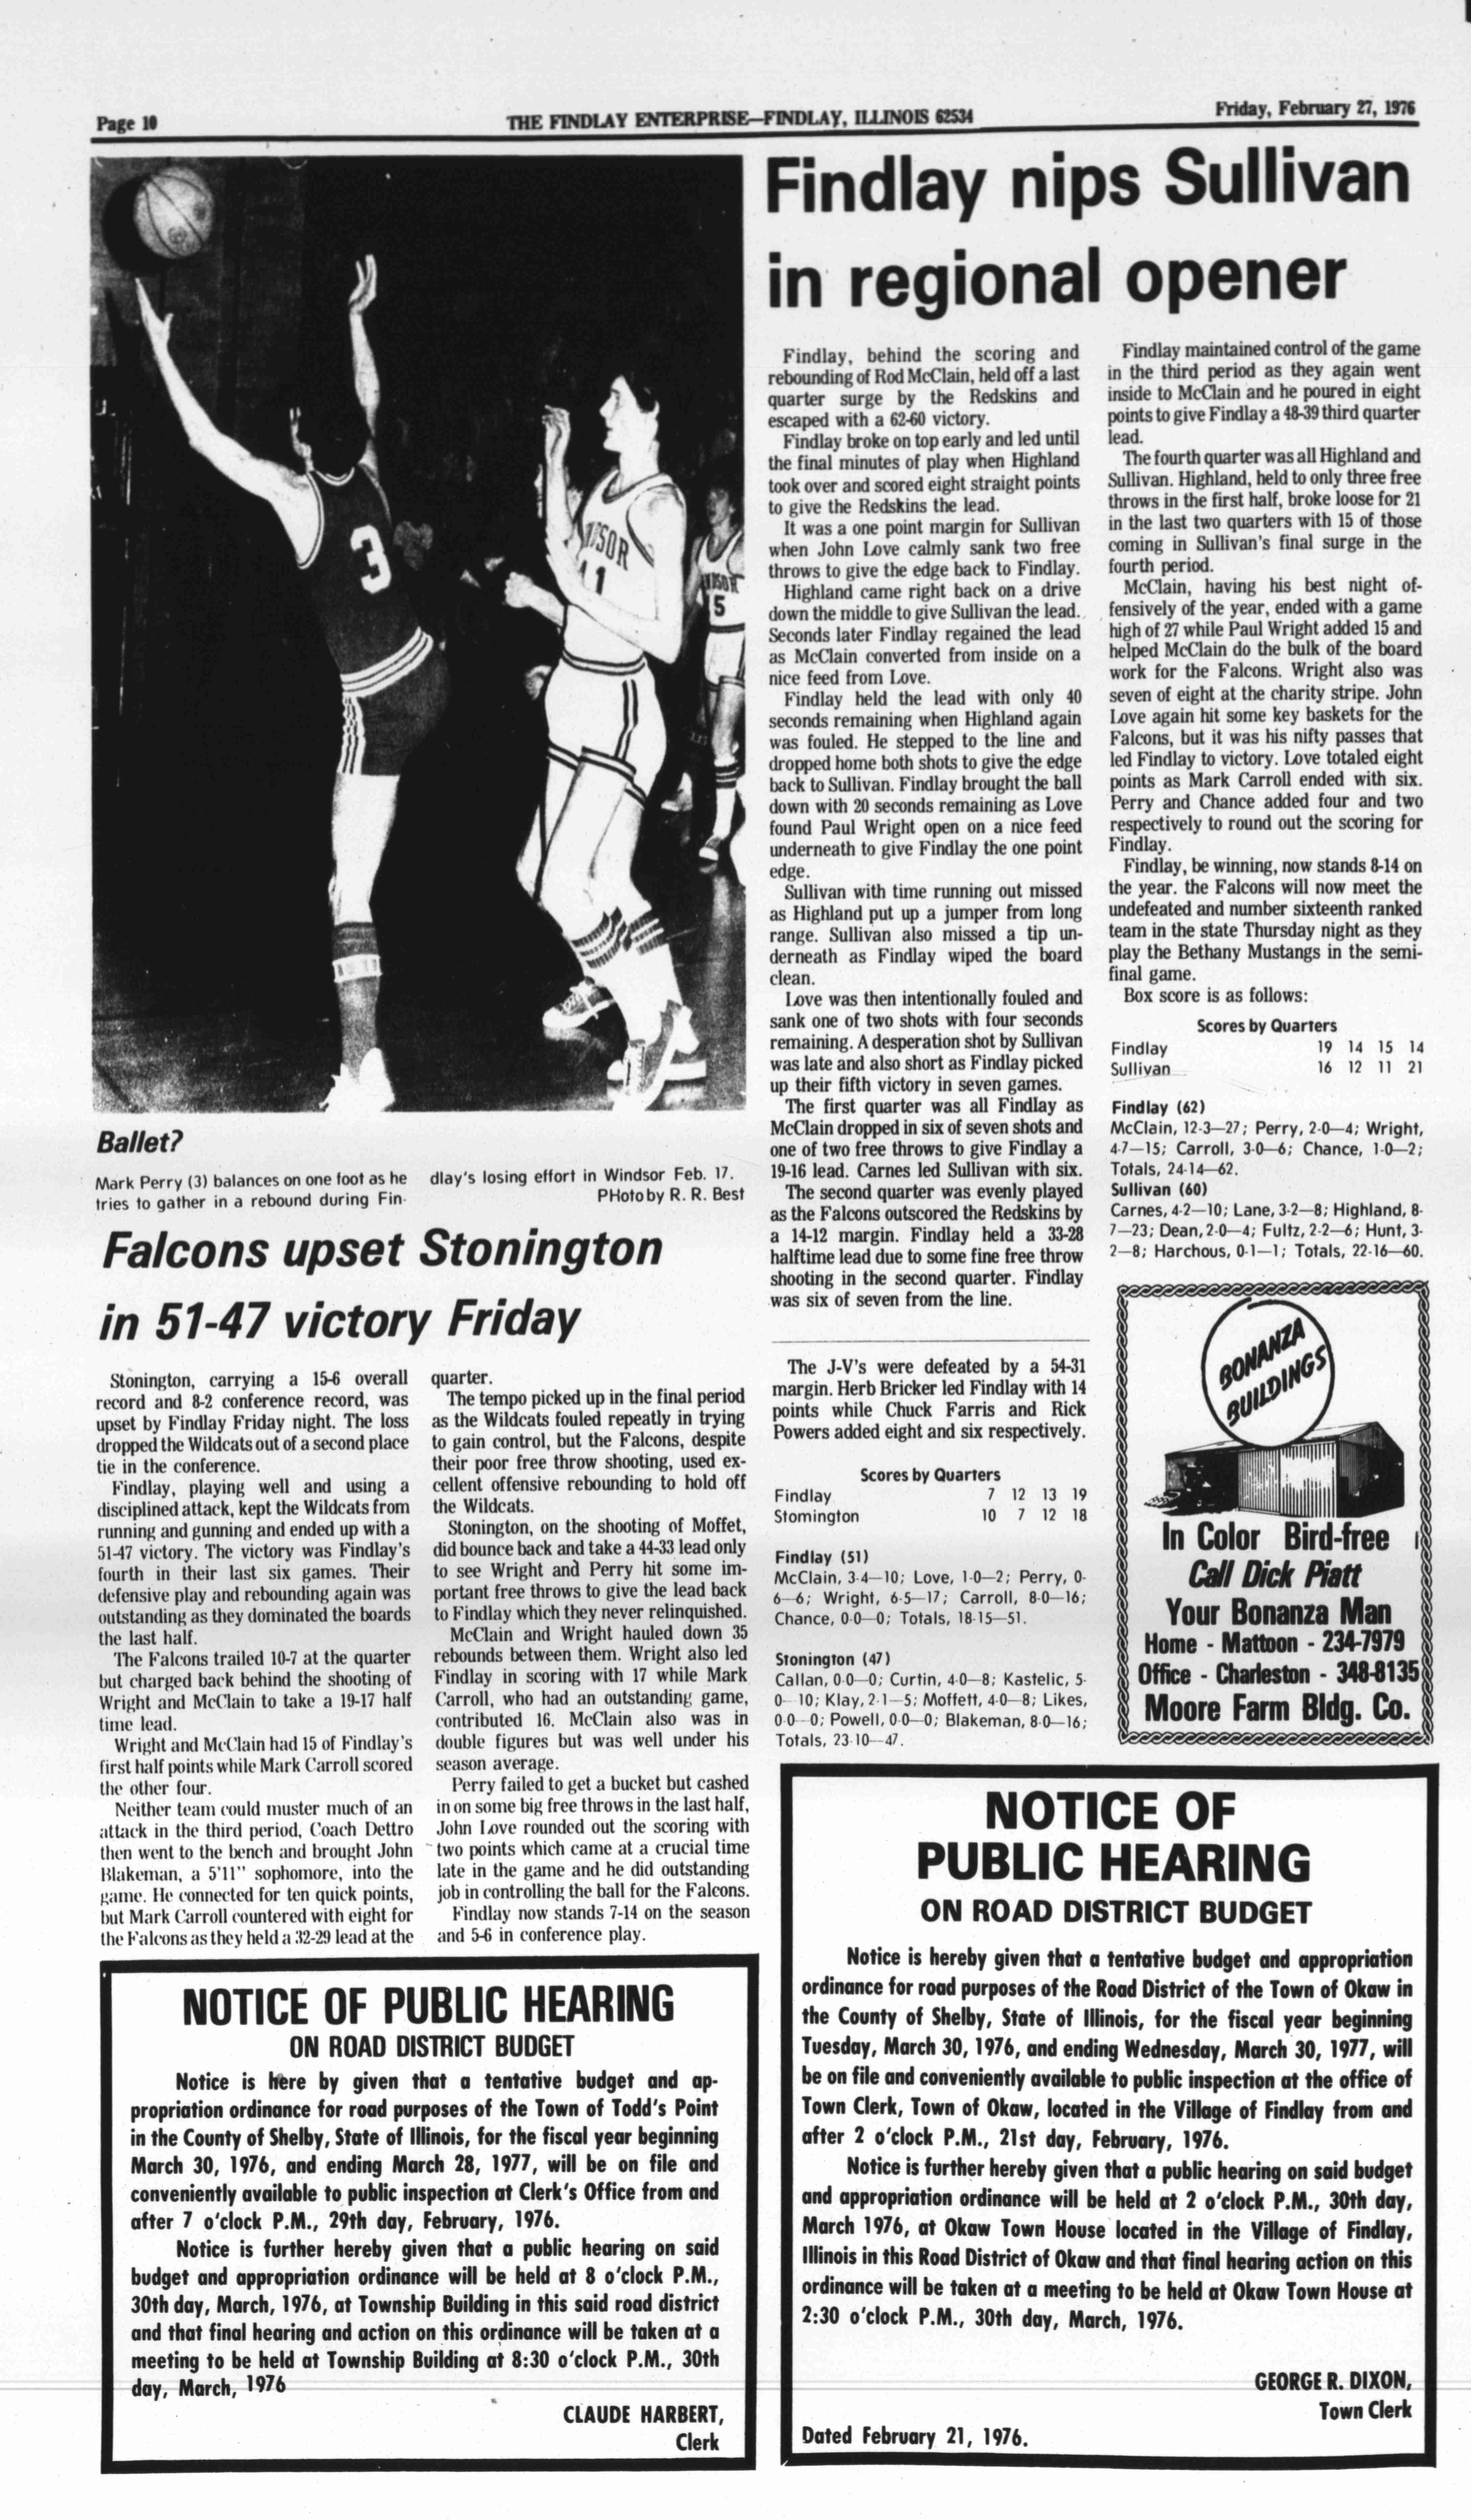 Page 10
THE FINDLAY ENTERPRISE—FINDLAY, ILLINOIS 62534
Friday, February 27, 1976
3
11
15
Ballet?
Mark Perry (3) balances on one foot as he
tries to gather in a rebound during Fin-
dlay's losing effort in Windsor Feb. 17.
PHoto by R. R. Best
Findlay nips Sullivan
in regional opener
Findlay, behind the scoring and
rebounding of Rod McClain, held off a last
quarter surge by the Redskins and
escaped with a 62-60 victory.
Findlay broke on top early and led until
the final minutes of play when Highland
took over and scored eight straight points
to give the Redskins the lead.
It was a one point margin for Sullivan
when John Love calmly sank two free
throws to give the edge back to Findlay.
Highland came right back on a drive
down the middle to give Sullivan the lead.
Seconds later Findlay regained the lead
as McClain converted from inside on a
nice feed from Love.
Findlay held the lead with only 40
seconds remaining when Highland again
was fouled. He stepped to the line and
dropped home both shots to give the edge
back to Sullivan. Findlay brought the ball
down with 20 seconds remaining as Love
found Paul Wright open on a nice feed
underneath to give Findlay the one point
edge.
Sullivan with time running out missed
as Highland put up a jumper from long
range. Sullivan also missed a tip un-
derneath as Findlay wiped the board
clean.
Love was then intentionally fouled and
sank one of two shots with four seconds
remaining. A desperation shot by Sullivan
was late and also short as Findlay picked
up their fifth victory in seven games.
The first quarter was all Findlay as
McClain dropped in six of seven shots and
one of two free throws to give Findlay a
19-16 lead. Carnes led Sullivan with six.
The second quarter was evenly played
as the Falcons outscored the Redskins by
a 14-12 margin. Findlay held a 33-28
halftime lead due to some fine free throw
shooting in the second quarter. Findlay
was six of seven from the line.
Findlay maintained control of the game
in the third period as they again went
inside to McClain and he poured in eight
points to give Findlay a 48-39 third quarter
lead.
The fourth quarter was all Highland and
Sullivan. Highland, held to only three free
throws in the first half, broke loose for 21
in the last two quarters with 15 of those
coming in Sullivan's final surge in the
fourth period.
McClain, having his best night of-
fensively of the year, ended with a game
high of 27 while Paul Wright added 15 and
helped McClain do the bulk of the board
work for the Falcons. Wright also was
seven of eight at the charity stripe. John
Love again hit some key baskets for the
Falcons, but it was his nifty passes that
led Findlay to victory. Love totaled eight
points as Mark Carroll ended with six.
Perry and Chance added four and two
respectively to round out the scoring for
Findlay.
Findlay, be winning, now stands 8-14 on
the year. the Falcons will now meet the
undefeated and number sixteenth ranked
team in the state Thursday night as they
play the Bethany Mustangs in the semi-
final game.
Box score is as follows:
Scores by Quarters
Findlay 19 14 15 14
Sullivan 16 12 11 21
Findlay (62)
McClain, 12-3—27; Perry, 2-0—4; Wright,
4-7—15; Carroll, 3-0—6; Chance, 1-0—2;
Totals, 24-14—62.
Sullivan (60)
Carnes, 4-2—10; Lane, 3-2—8; Highland, 8-
7—23; Dean, 2-0—4; Fultz, 2-2—6; Hunt, 3-
2—8; Harchous, 0-1—1; Totals, 22-16—60.
Falcons upset Stonington
in 51-47 victory Friday
Stonington, carrying a 15-6 overall
record and 8-2 conference record, was
upset by Findlay Friday night. The loss
dropped the Wildcats out of a second place
tie in the conference.
Findlay, playing well and using a
disciplined attack, kept the Wildcats from
running and gunning and ended up with a
51-47 victory. The victory was Findlay's
fourth in their last six games. Their
defensive play and rebounding again was
outstanding as they dominated the boards
the last half.
The Falcons trailed 10-7 at the quarter
but charged back behind the shooting of
Wright and McClain to take a 19-17 half
time lead.
Wright and McClain had 15 of Findlay's
first half points while Mark Carroll scored
the other four.
Neither team could muster much of an
attack in the third period, Coach Dettro
then went to the bench and brought John
Blakeman, a 5'11" sophomore, into the
game. He connected for ten quick points,
but Mark Carroll countered with eight for
the Falcons as they held a 32-29 lead at the
quarter.
The tempo picked up in the final period
as the Wildcats fouled repeatly in trying
to gain control, but the Falcons, despite
their poor free throw shooting, used ex-
cellent offensive rebounding to hold off
the Wildcats.
Stonington, on the shooting of Moffet,
did bounce back and take a 44-33 lead only
to see Wright and Perry hit some im-
portant free throws to give the lead back
to Findlay which they never relinquished.
McClain and Wright hauled down 35
rebounds between them. Wright also led
Findlay in scoring with 17 while Mark
Carroll, who had an outstanding game,
contributed 16. McClain also was in
double figures but was well under his
season average.
Perry failed to get a bucket but cashed
in on some big free throws in the last half,
John Love rounded out the scoring with
two points which came at a crucial time
late in the game and he did outstanding
job in controlling the ball for the Falcons.
Findlay now stands 7-14 on the season
and 5-6 in conference play.
The J-V's were defeated by a 54-31
margin. Herb Bricker led Findlay with 14
points while Chuck Farris and Rick
Powers added eight and six respectively.
Scores by Quarters
Findlay 7 12 13 19
Stomington 10 7 12 18
Findlay (51)
McClain, 3-4—10; Love, 1-0—2; Perry, 0-
6—6; Wright, 6-5—17; Carroll, 8-0—16;
Chance, 0-0—0; Totals, 18-15—51.
Stonington (47)
Callan, 0-0—0; Curtin, 4-0—8; Kastelic, 5-
0—10; Klay, 2-1—5; Moffett, 4-0—8; Likes,
0-0—0; Powell, 0-0—0; Blakeman, 8-0—16;
Totals, 23-10—47.
BONANZA
BUILDINGS
In Color Bird-free
Call Dick Piatt
Your Bonanza Man
Home - Mattoon - 234-7979
Office - Charleston - 348-8135
Moore Farm Bldg. Co.
NOTICE OF PUBLIC HEARING
ON ROAD DISTRICT BUDGET
Notice is here by given that a tentative budget and ap-
propriation ordinance for road purposes of the Town of Todd's Point
in the County of Shelby, State of Illinois, for the fiscal year beginning
March 30, 1976, and ending March 28, 1977, will be on file and
conveniently available to public inspection at Clerk's Office from and
after 7 o'clock P.M., 29th day, February, 1976.
Notice is further hereby given that a public hearing on said
budget and appropriation ordinance will be held at 8 o'clock P.M.,
30th day, March, 1976, at Township Building in this said road district
and that final hearing and action on this ordinance will be taken at a
meeting to be held at Township Building at 8:30 o'clock P.M., 30th
day, March, 1976
CLAUDE HARBERT,
Clerk
NOTICE OF
PUBLIC HEARING
ON ROAD DISTRICT BUDGET
Notice is hereby given that a tentative budget and appropriation
ordinance for road purposes of the Road District of the Town of Okaw in
the County of Shelby, State of Illinois, for the fiscal year beginning
Tuesday, March 30, 1976, and ending Wednesday, March 30, 1977, will
be on file and conveniently available to public inspection at the office of
Town Clerk, Town of Okaw, located in the Village of Findlay from and
after 2 o'clock P.M., 21st day, February, 1976.
Notice is further hereby given that a public hearing on said budget
and appropriation ordinance will be held at 2 o'clock P.M., 30th day,
March 1976, at Okaw Town House located in the Village of Findlay,
Illinois in this Road District of Okaw and that final hearing action on this
ordinance will be taken at a meeting to be held at Okaw Town House at
2:30 o'clock P.M., 30th day, March, 1976.
GEORGE R. DIXON,
Town Clerk
Dated February 21, 1976.